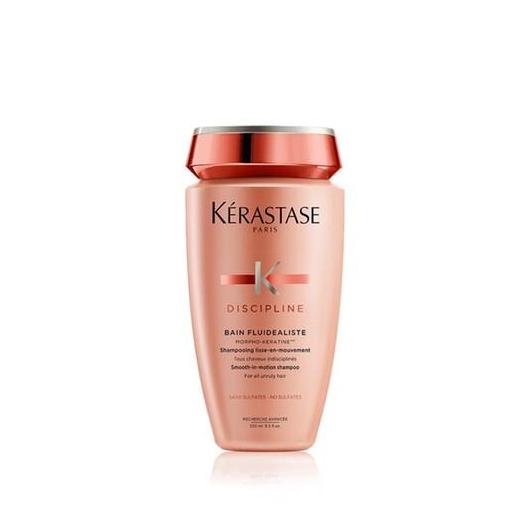 KÉRASTASE
PARIS
K
DISCIPLINE
BAIN FLUIDEALISTE
MORPHO-KÉRATINE™
Shampooing lisse-en-mouvement
Tous cheveux indisciplinés
Smooth-in-motion shampoo
For all unruly hair
SANS SULFATES - NO SULFATES
RECHERCHE AVANCÉE
250 ml 8.5 fl.oz.